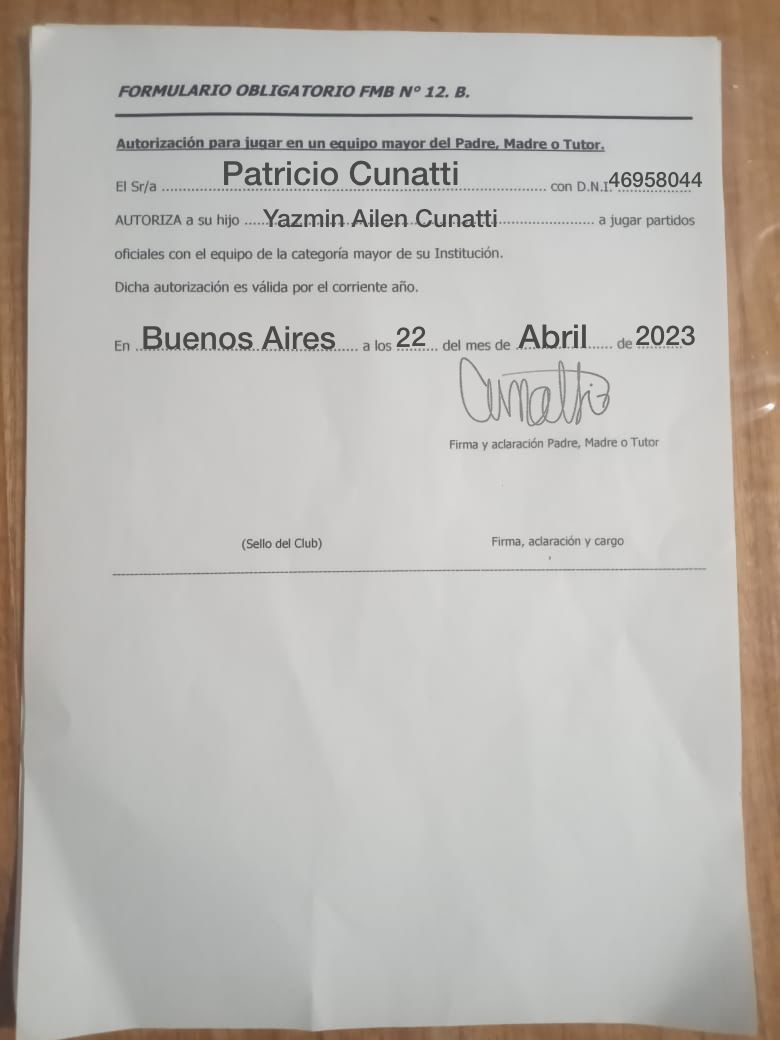 FORMULARIO OBLIGATORIO FMB Nº 12. B.
Autorización para jugar en un equipo mayor del Padre, Madre o Tutor.
El Sr/a ........ Patricio Cunatti ........ con D.N.I. 46958044
AUTORIZA a su hijo .... Yazmin Ailen Cunatti ........ a jugar partidos
oficiales con el equipo de la categoría mayor de su Institución.
Dicha autorización es válida por el corriente año.
En Buenos Aires .... a los 22 .. del mes de Abril .... de 2023
Cunatti
Firma y aclaración Padre, Madre o Tutor
(Sello del Club) Firma, aclaración y cargo